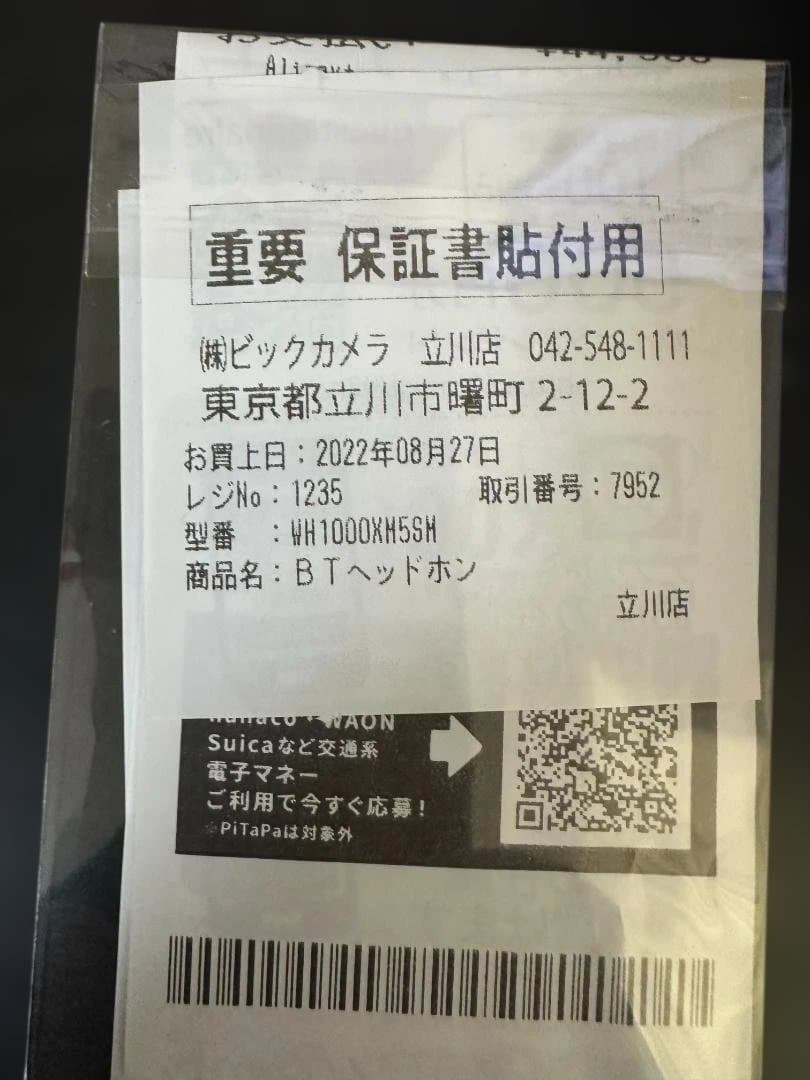 重要 保証書貼付用
㈱ビックカメラ 立川店 042-548-1111
東京都立川市曙町 2-12-2
お買上日：2022年08月27日
レジNo：1235 取引番号：7952
型番 ：WH1000XM5SM
商品名：ＢＴヘッドホン
立川店
nanaco・WAON
Suicaなど交通系
電子マネー
ご利用で今すぐ応募！
※PiTaPaは対象外